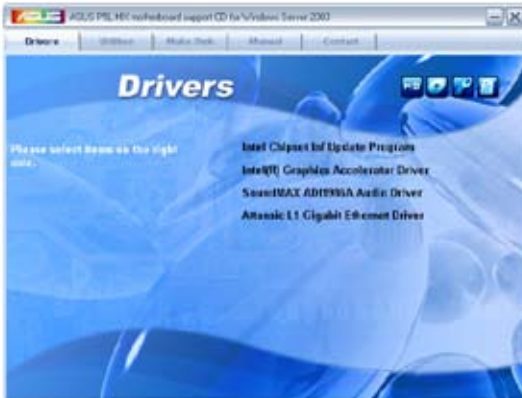 ASUS P5L-MX motherboard support CD for Windows Server 2003
Drivers
Utilities
Make Disk
Manual
Contact
Drivers
Please select items on the right
side.
Intel Chipset Inf Update Program
Intel(R) Graphics Accelerator Driver
SoundMAX ADI1986A Audio Driver
Attansic L1 Gigabit Ethernet Driver